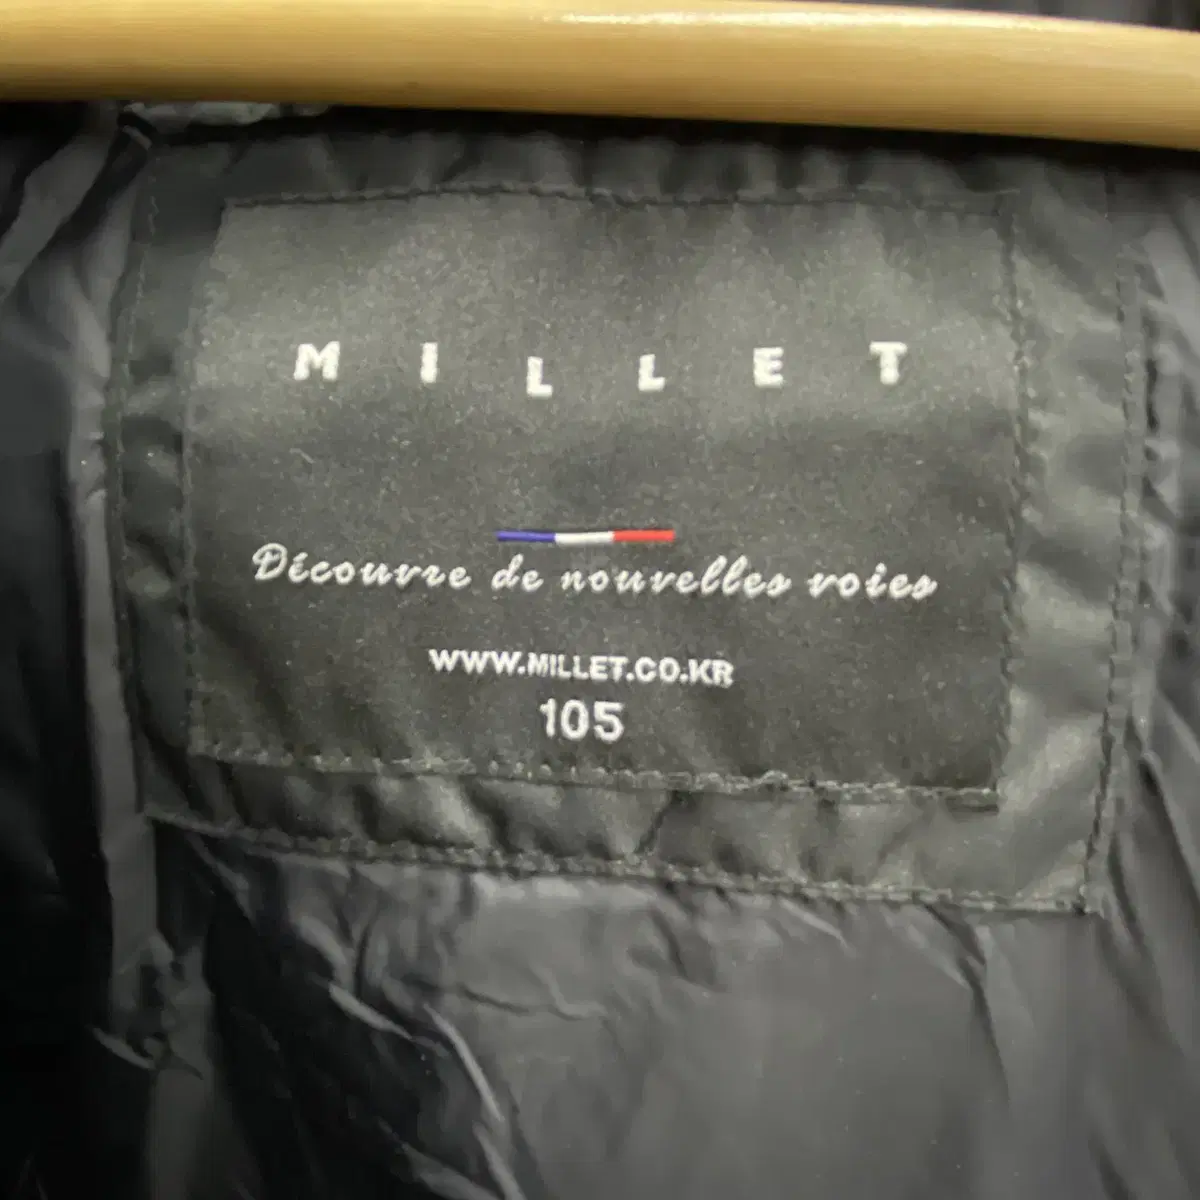 MILLET
Découvre de nouvelles voies
WWW.MILLET.CO.KR
105